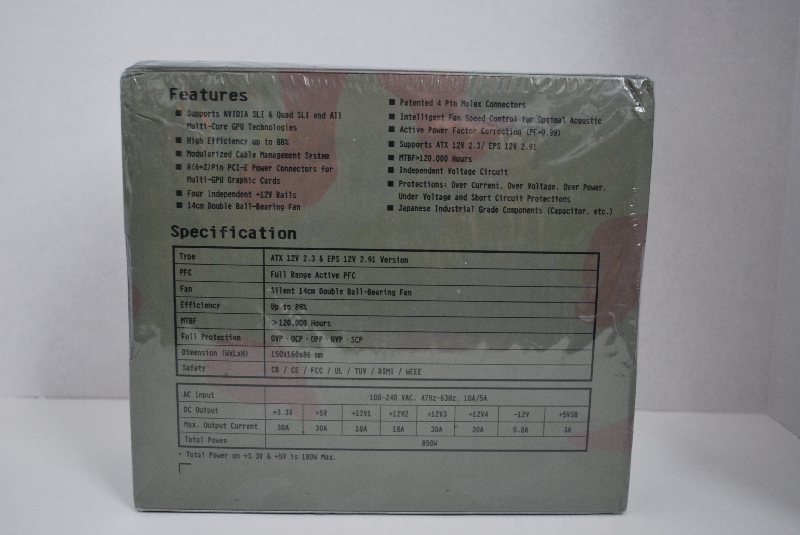 Features
■ Supports NVIDIA SLI & Quad SLI and All
Multi-Core GPU Technologies
■ High Efficiency up to 88%
■ Modularized Cable Management System
■ 8(6+2)Pin PCI-E Power Connectors for
Multi-GPU Graphic Cards
■ Four Independent +12V Rails
■ 14cm Double Ball-Bearing Fan
■ Patented 4 Pin Molex Connectors
■ Intelligent Fan Speed Control for Optimal Acoustic
■ Active Power Factor Correction (PF>0.99)
■ Supports ATX 12V 2.3/ EPS 12V 2.91
■ MTBF>120.000 Hours
■ Independent Voltage Circuit
■ Protections: Over Current, Over Voltage, Over Power,
Under Voltage and Short Circuit Protections
■ Japanese Industrial Grade Components (Capacitor, etc.)
Specification
Type ATX 12V 2.3 & EPS 12V 2.91 Version
PFC Full Range Active PFC
Fan Silent 14cm Double Ball-Bearing Fan
Efficiency Up to 88%
MTBF >120.000 Hours
Full Protection OVP · OCP · OPP · UVP · SCP
Dimension (WxLxH) 150x160x86 mm
Safety CB / CE / FCC / UL / TUV / BSMI / WEEE
AC Input 100-240 VAC, 47Hz-63Hz, 10A/5A
DC Output +3.3V +5V +12V1 +12V2 +12V3 +12V4 -12V +5VSB
Max. Output Current 30A 30A 18A 18A 30A 30A 0.8A 3A
Total Power 850W
* Total Power on +3.3V & +5V is 180W Max.